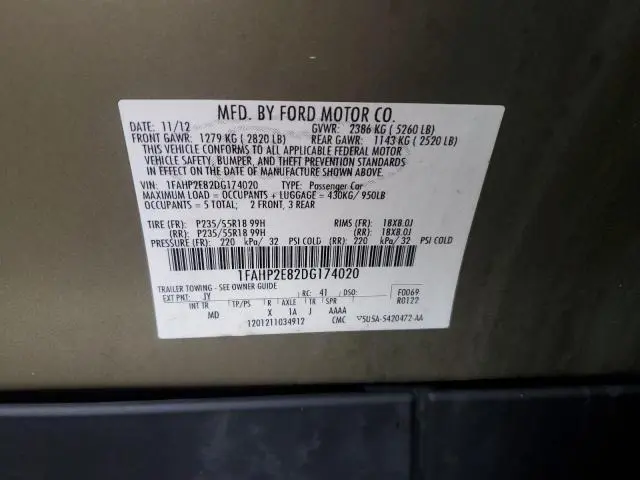 MFD. BY FORD MOTOR CO.
DATE: 11/12 GVWR: 2386 KG ( 5260 LB)
FRONT GAWR: 1279 KG ( 2820 LB) REAR GAWR: 1143 KG ( 2520 LB)
THIS VEHICLE CONFORMS TO ALL APPLICABLE FEDERAL MOTOR
VEHICLE SAFETY, BUMPER, AND THEFT PREVENTION STANDARDS
IN EFFECT ON THE DATE OF MANUFACTURE SHOWN ABOVE.
VIN: 1FAHP2E82DG174020 TYPE: Passenger Car
MAXIMUM LOAD = OCCUPANTS + LUGGAGE = 430KG/ 950LB
OCCUPANTS = 5 TOTAL; 2 FRONT, 3 REAR
TIRE (FR): P235/55R18 99H RIMS (FR): 18X8.0J
(RR): P235/55R18 99H (RR): 18X8.0J
PRESSURE (FR): 220 kPa/ 32 PSI COLD (RR): 220 kPa/ 32 PSI COLD
1FAHP2E82DG174020
TRAILER TOWING - SEE OWNER GUIDE
EXT PNT: JY RC: 41 DSO: F0069
INT TR TP/PS R AXLE TR SPR R0122
MD X 1A J AAAA
1201211034912 CMC 5U5A-5420472-AA